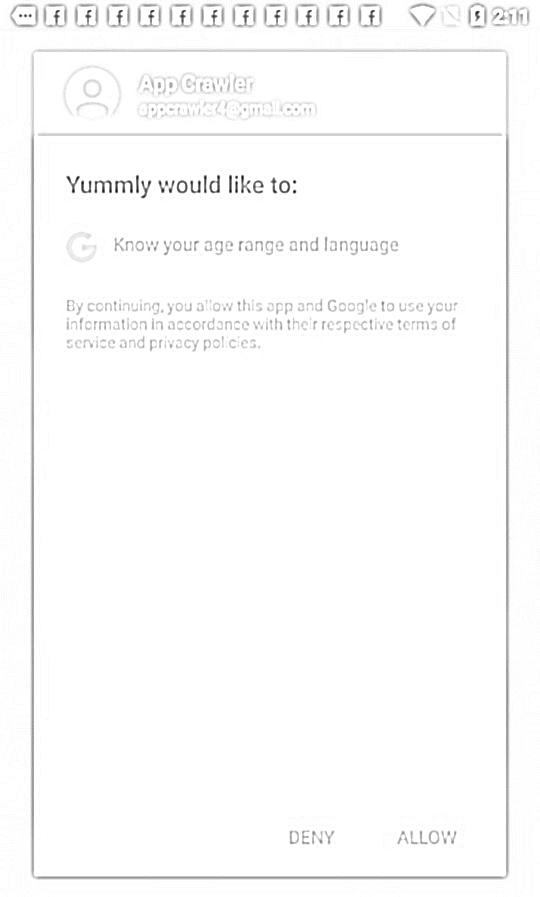 2:11
App Crawler
appcrawler4@gmail.com
Yummly would like to:
Know your age range and language
By continuing, you allow this app and Google to use your
information in accordance with their respective terms of
service and privacy policies.
DENY ALLOW